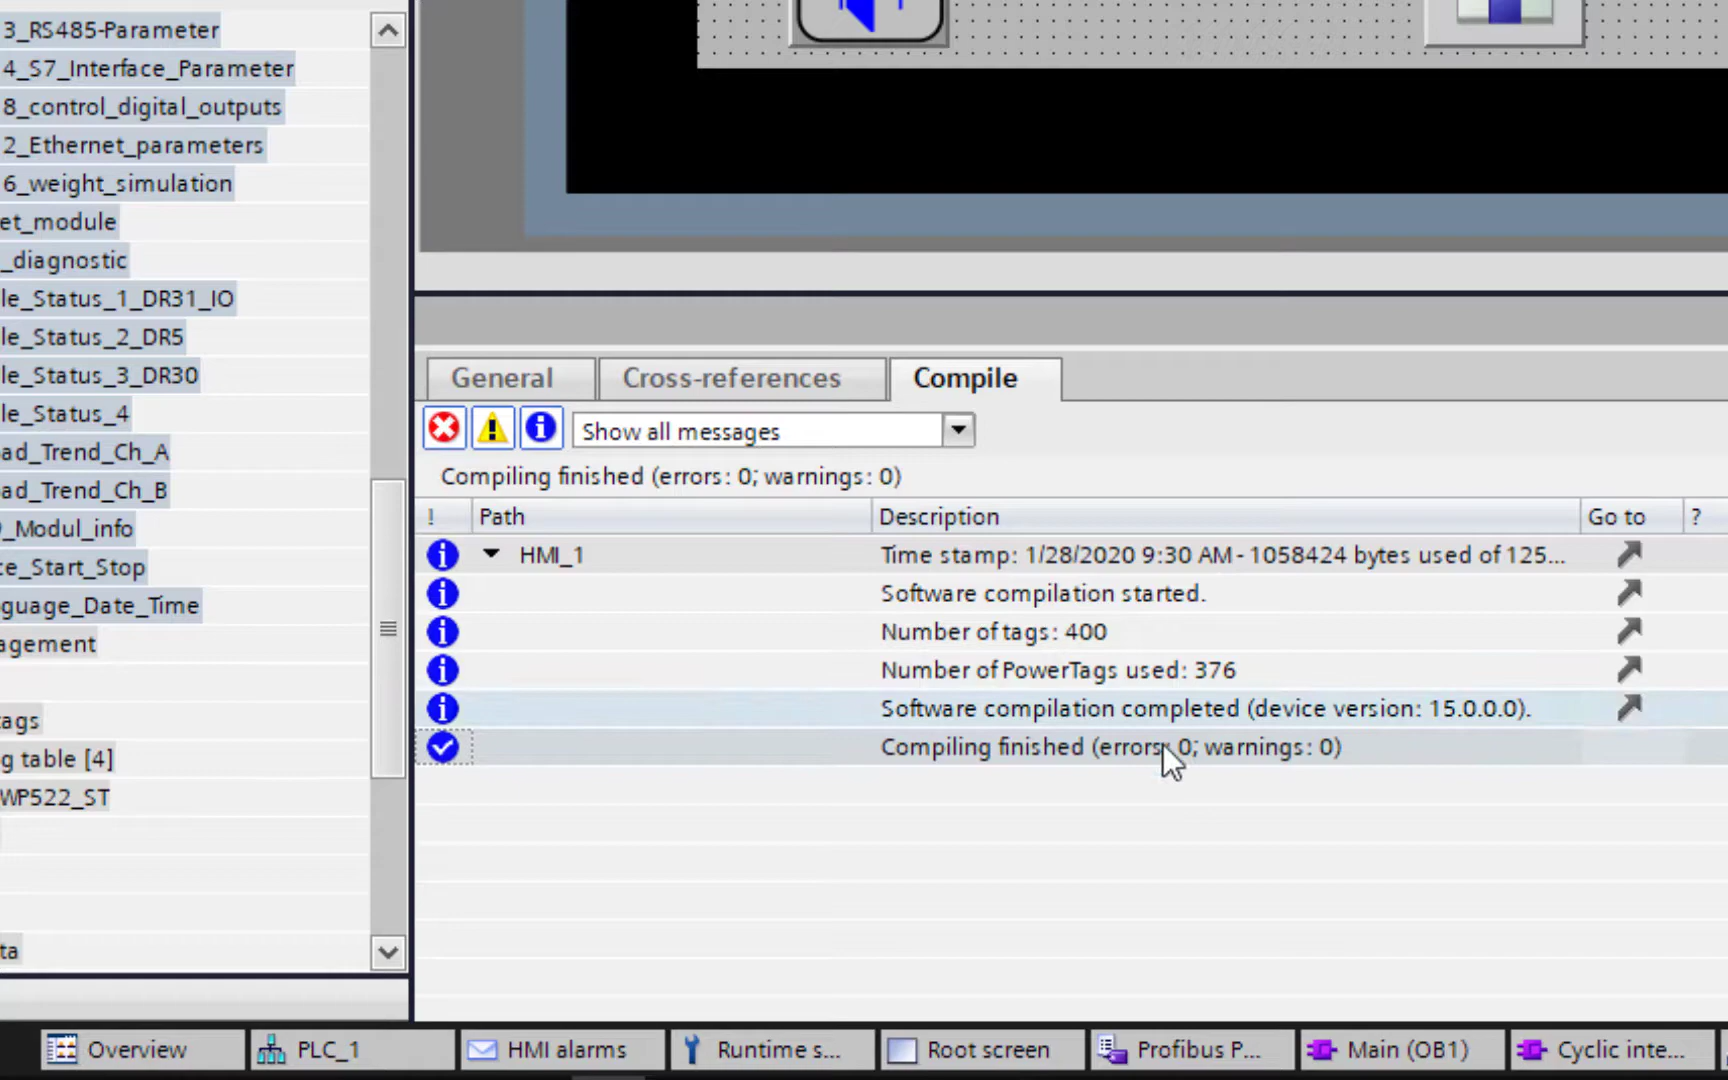 3_RS485-Parameter
4_S7_Interface_Parameter
8_control_digital_outputs
2_Ethernet_parameters
6_weight_simulation
et_module
_diagnostic
le_Status_1_DR31_IO
le_Status_2_DR5
le_Status_3_DR30
le_Status_4
ad_Trend_Ch_A
ad_Trend_Ch_B
_Modul_info
ce_Start_Stop
guage_Date_Time
agement
ags
g table [4]
WP522_ST
ta
General Cross-references Compile
Show all messages
Compiling finished (errors: 0; warnings: 0)
! Path Description Go to ?
HMI_1 Time stamp: 1/28/2020 9:30 AM - 1058424 bytes used of 125...
Software compilation started.
Number of tags: 400
Number of PowerTags used: 376
Software compilation completed (device version: 15.0.0.0).
Compiling finished (errors: 0; warnings: 0)
Overview PLC_1 HMI alarms Runtime s... Root screen Profibus P... Main (OB1) Cyclic inte...